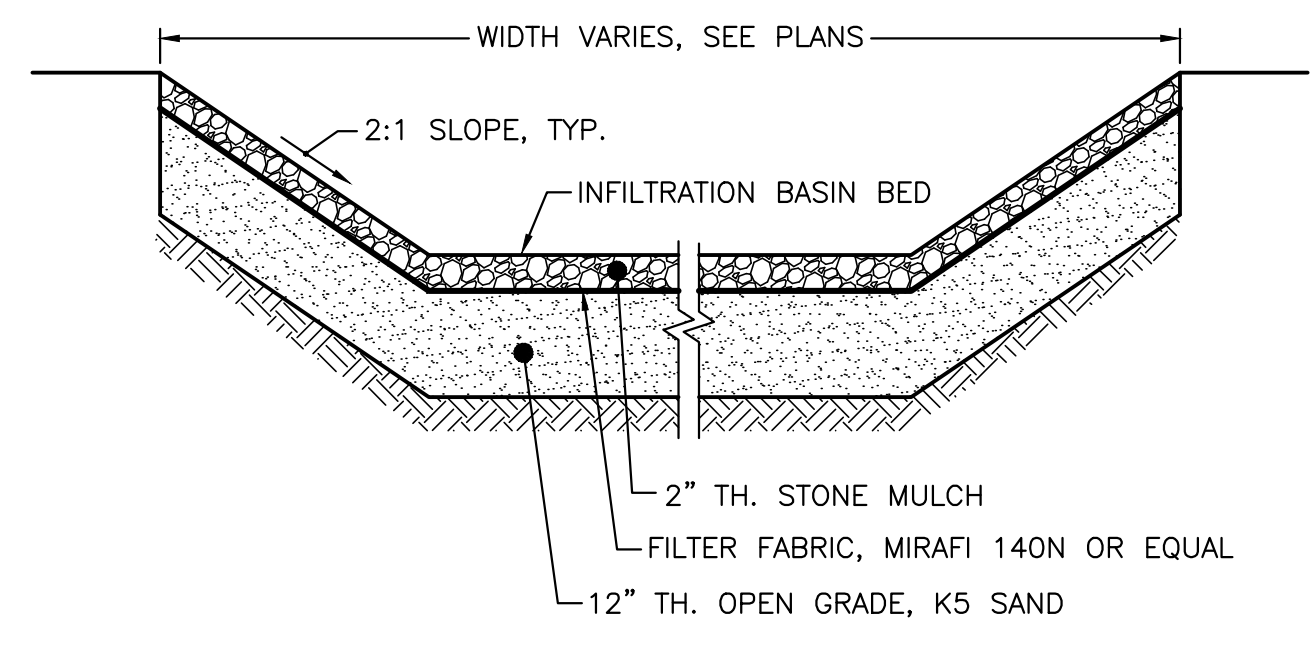 WIDTH VARIES, SEE PLANS
2:1 SLOPE, TYP.
INFILTRATION BASIN BED
2” TH. STONE MULCH
FILTER FABRIC, MIRAFI 140N OR EQUAL
12” TH. OPEN GRADE, K5 SAND